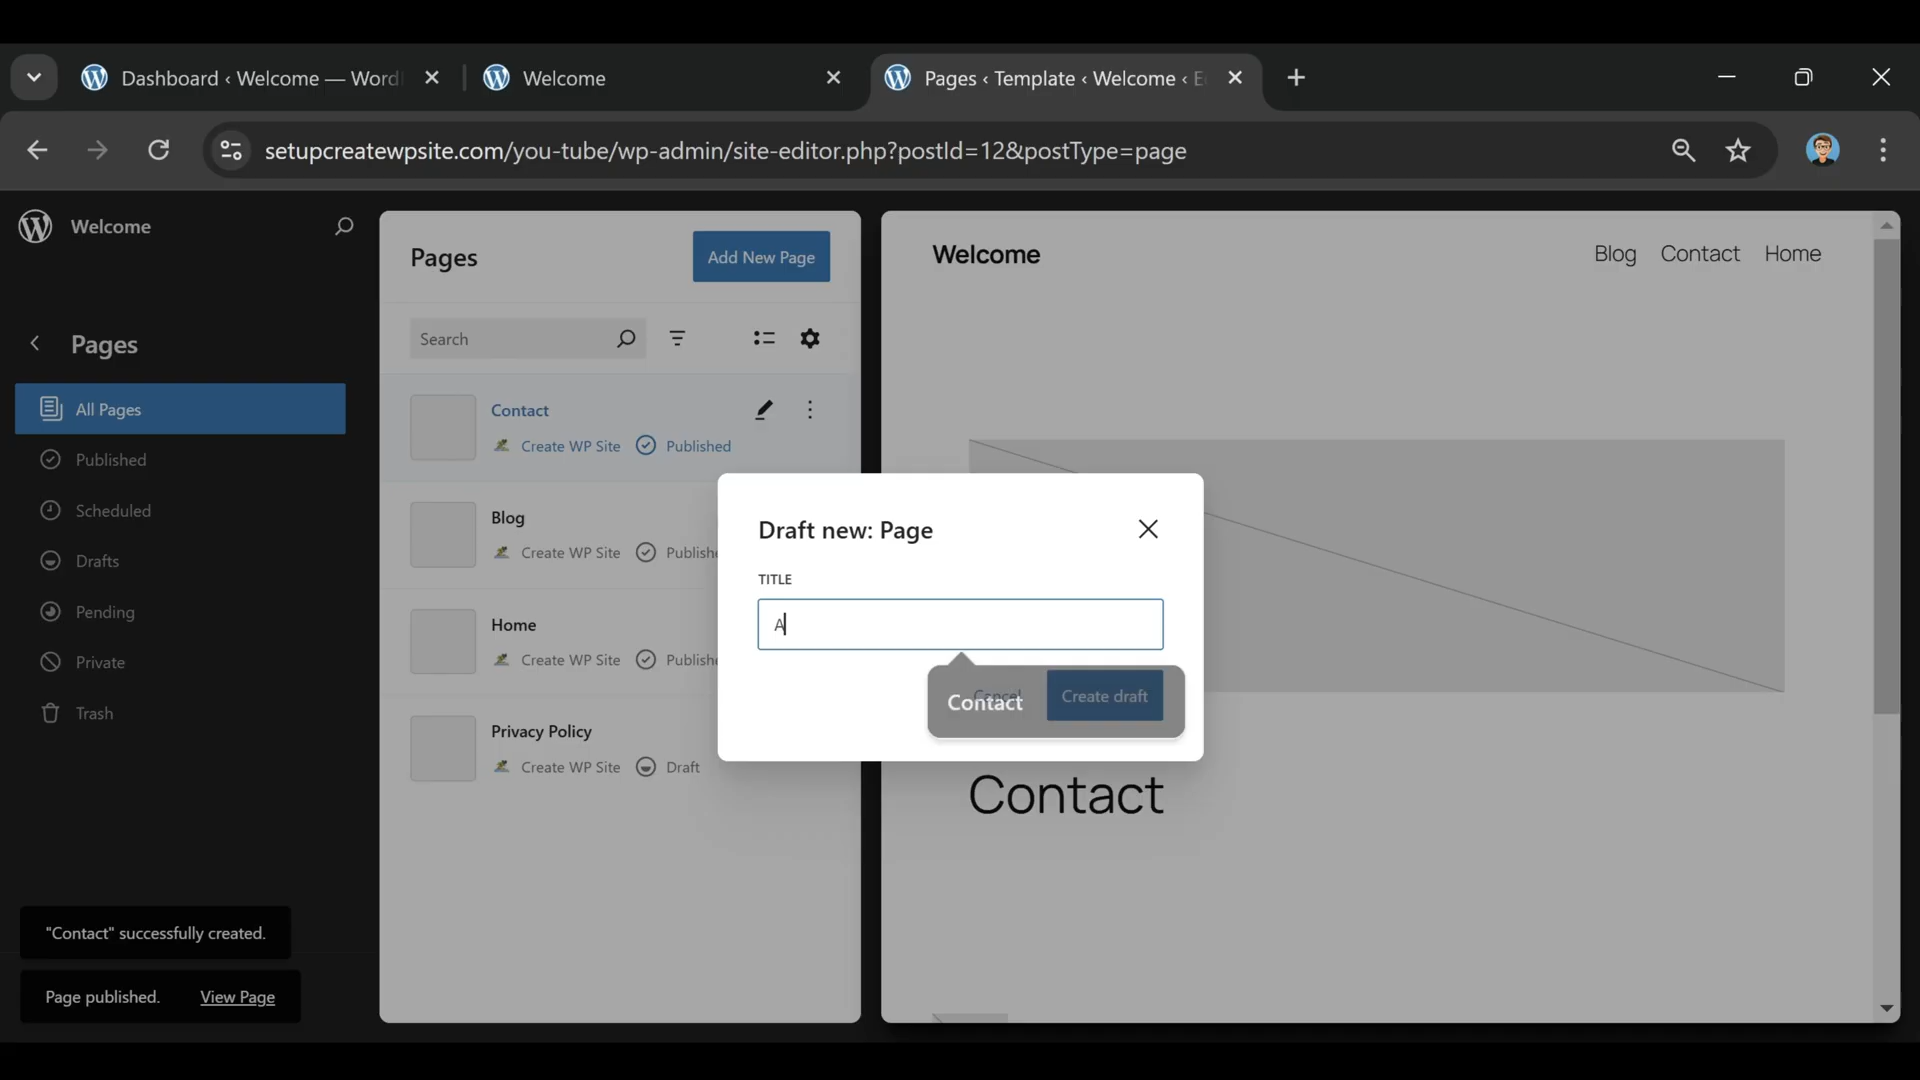 Dashboard ‹ Welcome — Word
Welcome
Pages ‹ Template ‹ Welcome ‹ E
setupcreatewpsite.com/you-tube/wp-admin/site-editor.php?postId=12&postType=page
Welcome
Pages
All Pages
Published
Scheduled
Drafts
Pending
Private
Trash
"Contact" successfully created.
Page published. View Page
Pages
Add New Page
Search
Contact
Create WP Site Published
Blog
Create WP Site Publishe
Home
Create WP Site Publishe
Privacy Policy
Create WP Site Draft
Draft new: Page
TITLE
A
Cancel
Contact
Create draft
Welcome
Blog Contact Home
Contact